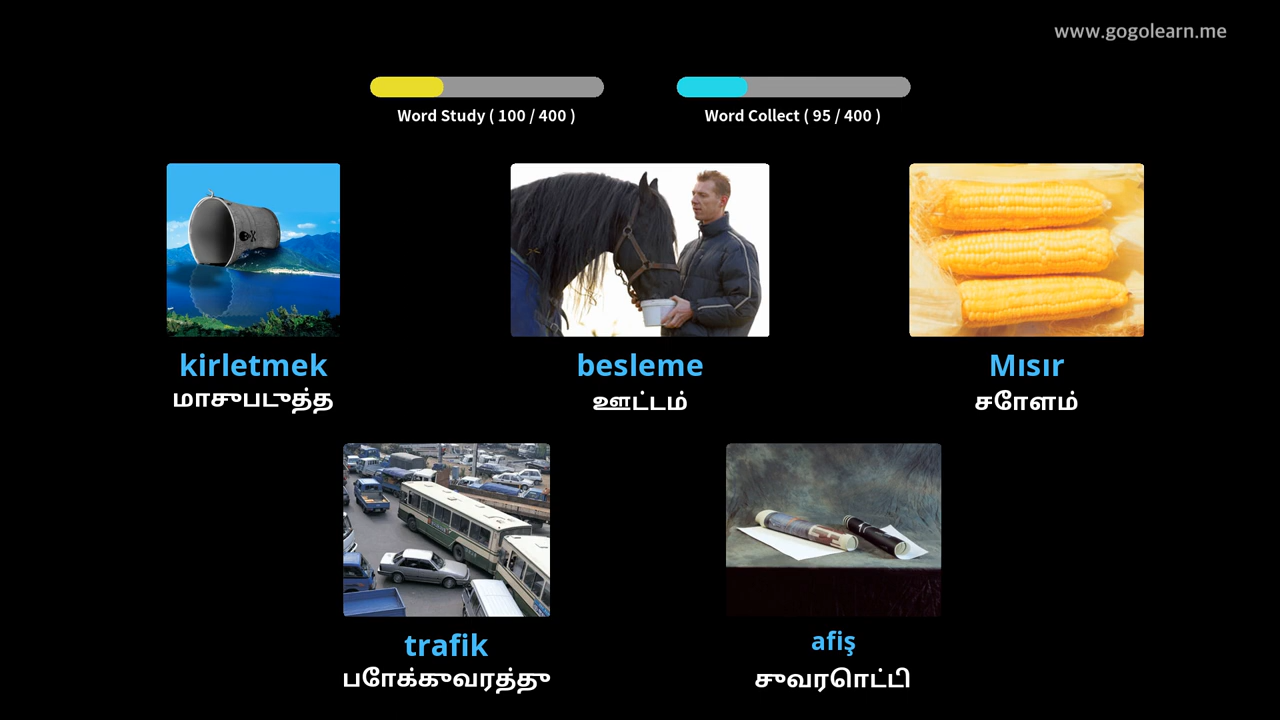 www.gogolearn.me
Word Study ( 100 / 400 )
Word Collect ( 95 / 400 )
kirletmek
மாசுபடுத்த
besleme
ஊட்டம்
Mısır
சோளம்
trafik
போக்குவரத்து
afiş
சுவரொட்டி